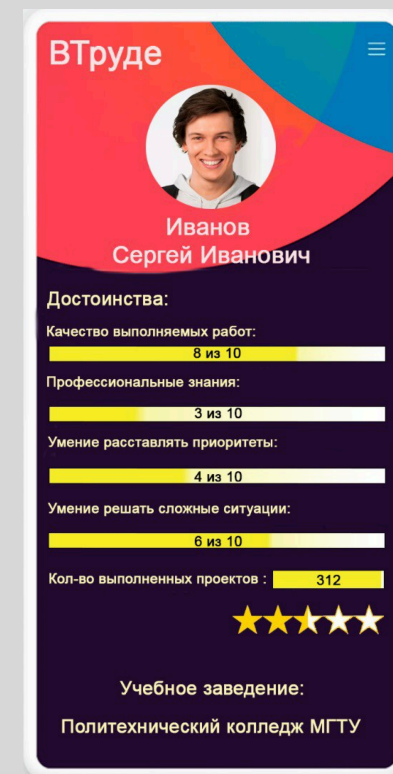 ВТруде
Иванов
Сергей Иванович
Достоинства:
Качество выполняемых работ:
8 из 10
Профессиональные знания:
3 из 10
Умение расставлять приоритеты:
4 из 10
Умение решать сложные ситуации:
6 из 10
Кол-во выполненных проектов : 312
Учебное заведение:
Политехнический колледж МГТУ